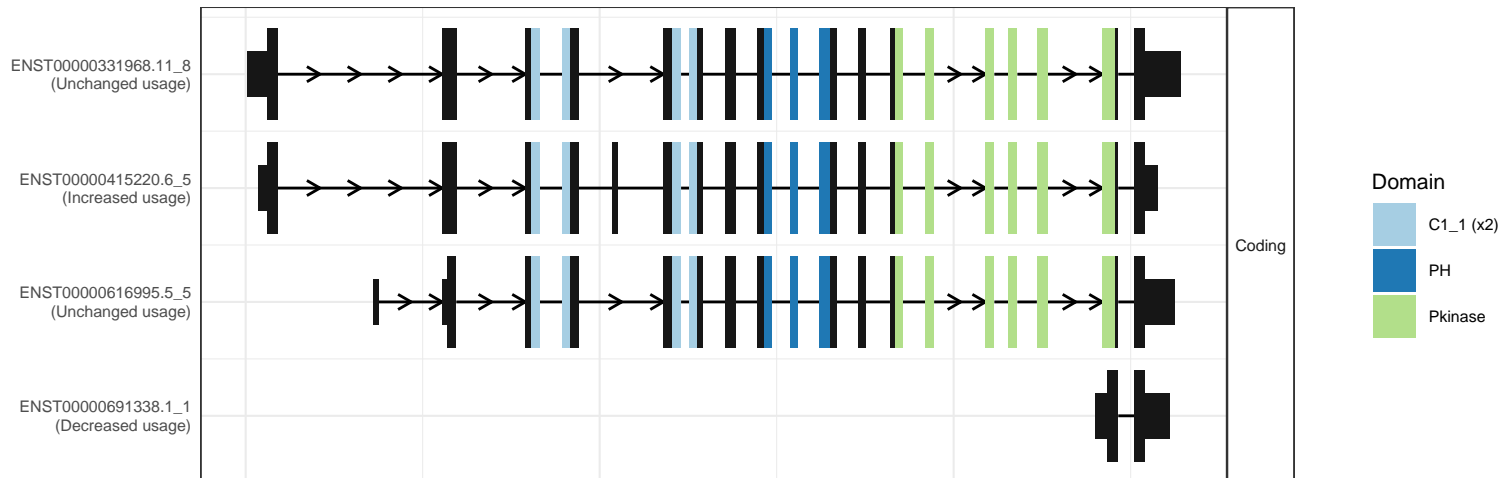 ENST00000331968.11_8
(Unchanged usage)
ENST00000415220.6_5
(Increased usage)
ENST00000616995.5_5
(Unchanged usage)
ENST00000691338.1_1
(Decreased usage)
Coding
Domain
C1_1 (x2)
PH
Pkinase